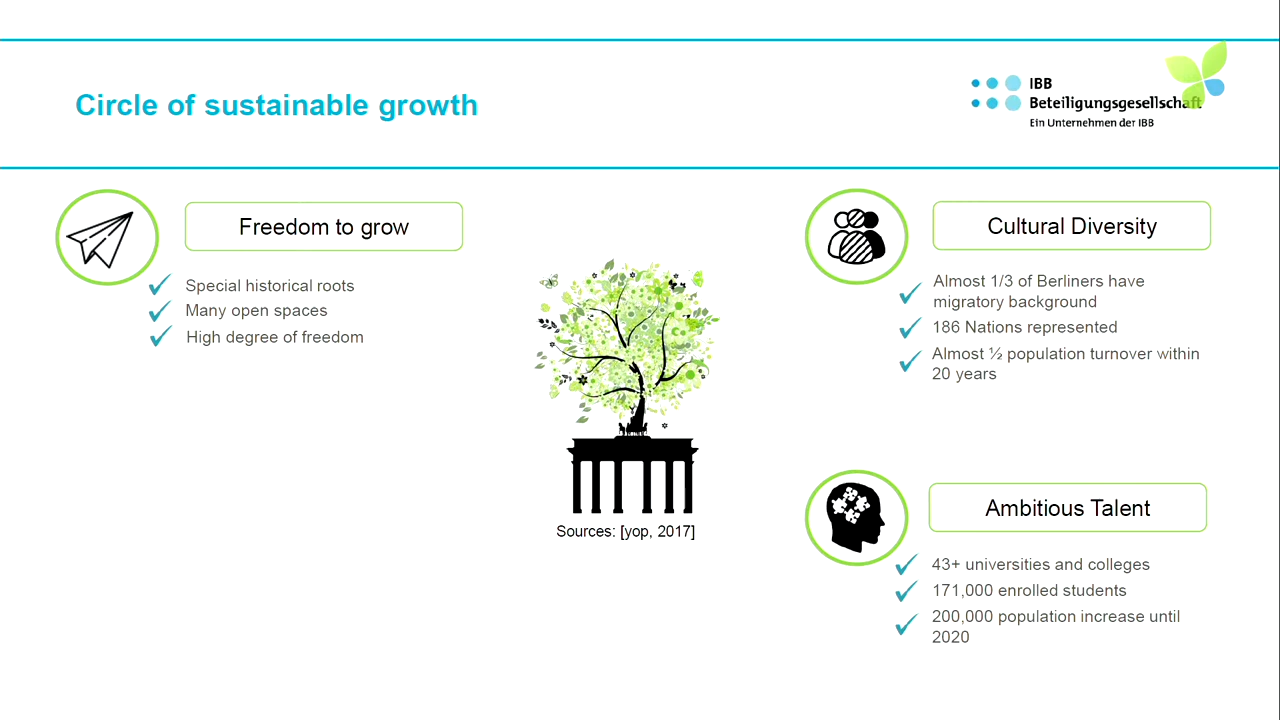 Circle of sustainable growth
IBB
Beteiligungsgesellschaft
Ein Unternehmen der IBB
Freedom to grow
Special historical roots
Many open spaces
High degree of freedom
Sources: [yop, 2017]
Cultural Diversity
Almost 1/3 of Berliners have
migratory background
186 Nations represented
Almost ½ population turnover within
20 years
Ambitious Talent
43+ universities and colleges
171,000 enrolled students
200,000 population increase until
2020